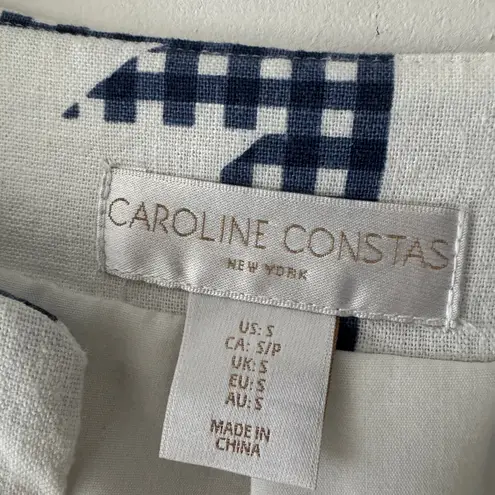 CAROLINE CONSTAS
NEW YORK
US: S
CA: S/P
UK: S
EU: S
AU: S
MADE IN
CHINA